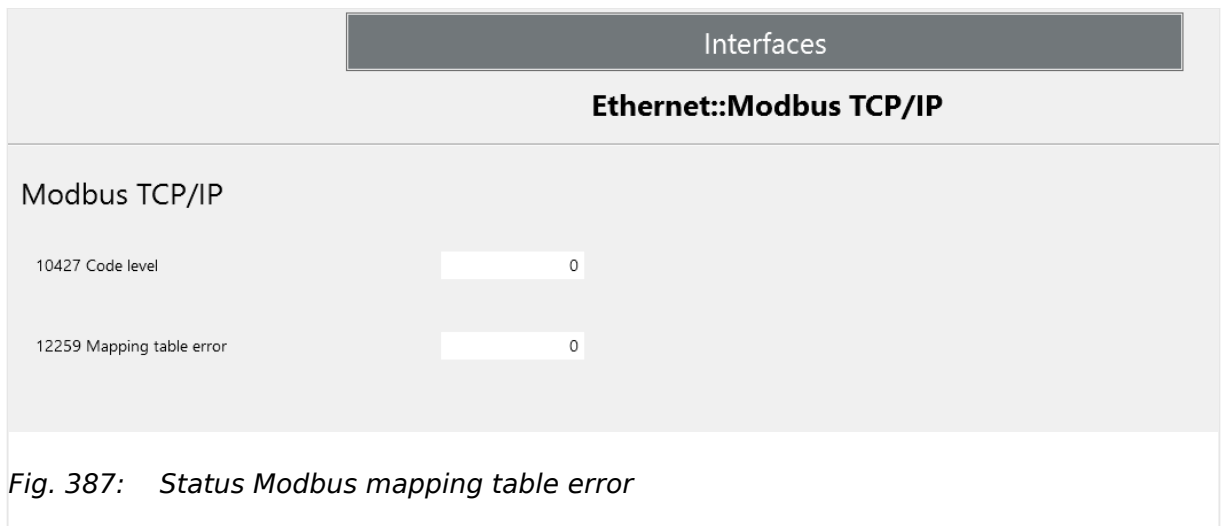 Interfaces
Ethernet::Modbus TCP/IP
Modbus TCP/IP
10427 Code level 0
12259 Mapping table error 0
Fig. 387: Status Modbus mapping table error